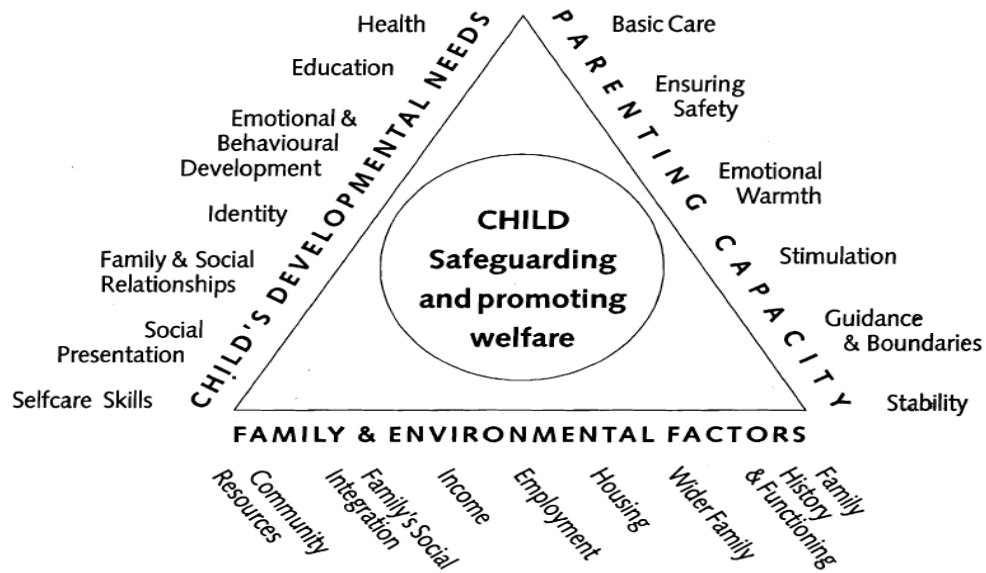 Health
Education
Emotional &
Behavioural
Development
Identity
Family & Social
Relationships
Social
Presentation
Selfcare Skills
CHILD'S DEVELOPMENTAL NEEDS
CHILD
Safeguarding
and promoting
welfare
PARENTING CAPACITY
Basic Care
Ensuring
Safety
Emotional
Warmth
Stimulation
Guidance
& Boundaries
Stability
FAMILY & ENVIRONMENTAL FACTORS
Community
Resources
Family's Social
Integration
Income
Employment
Housing
Wider Family
Family
History
& Functioning